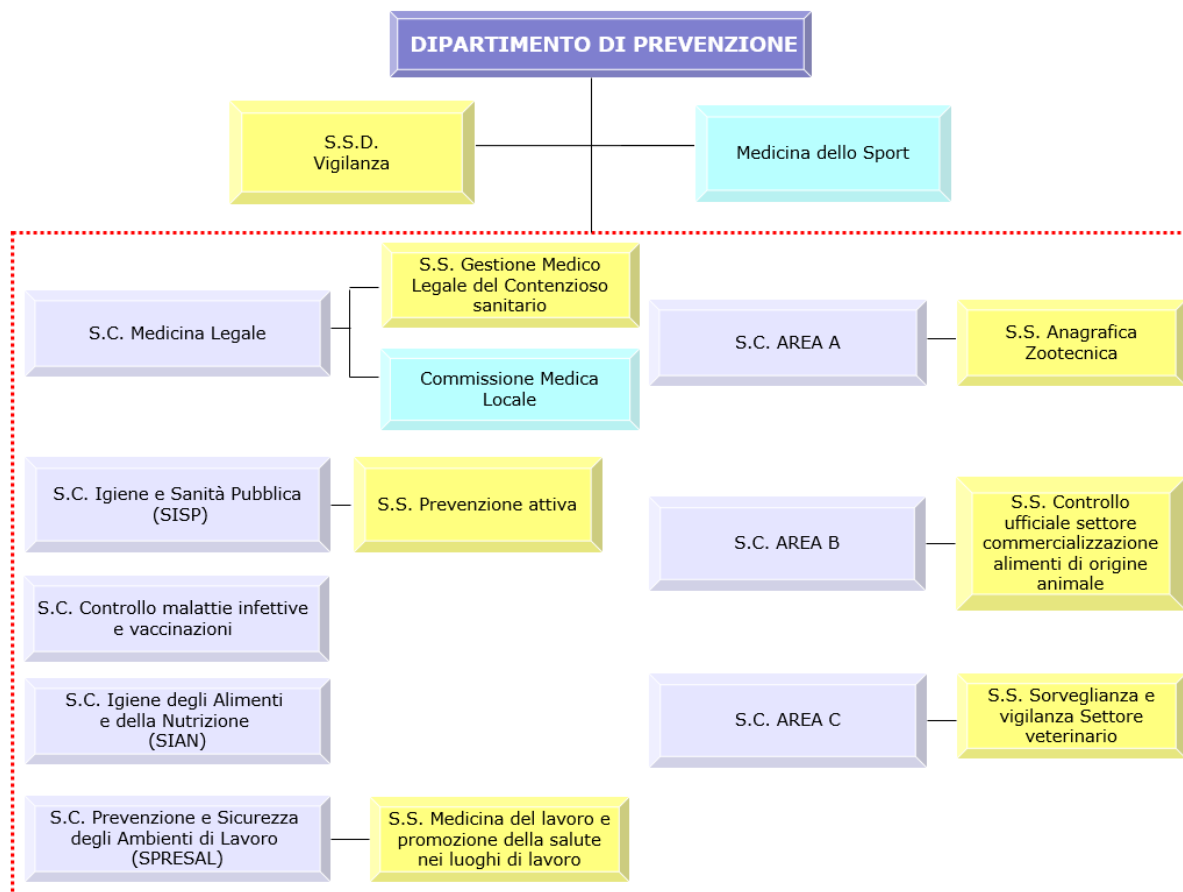 DIPARTIMENTO DI PREVENZIONE
S.S.D.
Vigilanza
Medicina dello Sport
S.C. Medicina Legale
S.S. Gestione Medico
Legale del Contenzioso
sanitario
Commissione Medica
Locale
S.C. Igiene e Sanità Pubblica
(SISP)
S.S. Prevenzione attiva
S.C. Controllo malattie infettive
e vaccinazioni
S.C. Igiene degli Alimenti
e della Nutrizione
(SIAN)
S.C. Prevenzione e Sicurezza
degli Ambienti di Lavoro
(SPRESAL)
S.S. Medicina del lavoro e
promozione della salute
nei luoghi di lavoro
S.C. AREA A
S.S. Anagrafica
Zootecnica
S.C. AREA B
S.S. Controllo
ufficiale settore
commercializzazione
alimenti di origine
animale
S.C. AREA C
S.S. Sorveglianza e
vigilanza Settore
veterinario